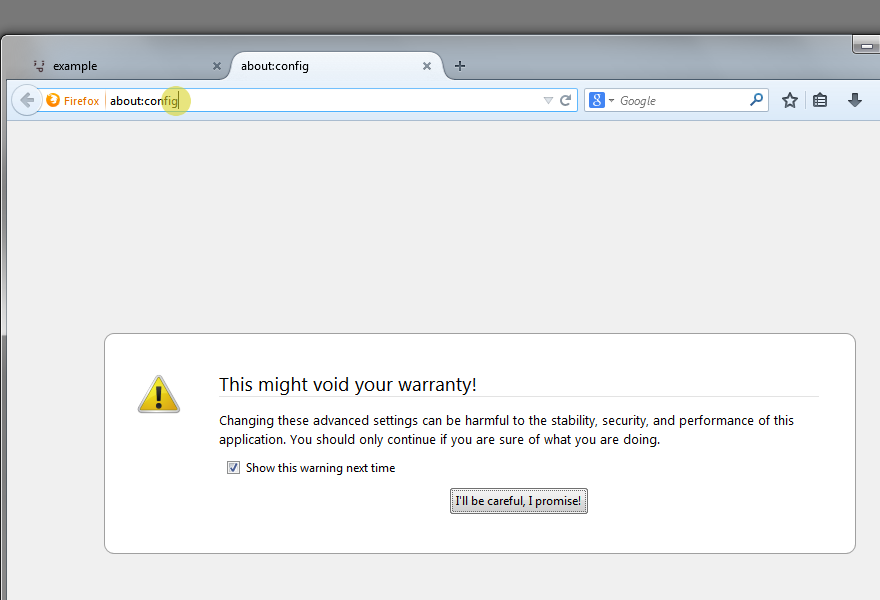 example
about:config
Firefox
about:config
Google
This might void your warranty!
Changing these advanced settings can be harmful to the stability, security, and performance of this
application. You should only continue if you are sure of what you are doing.
Show this warning next time
I'll be careful, I promise!